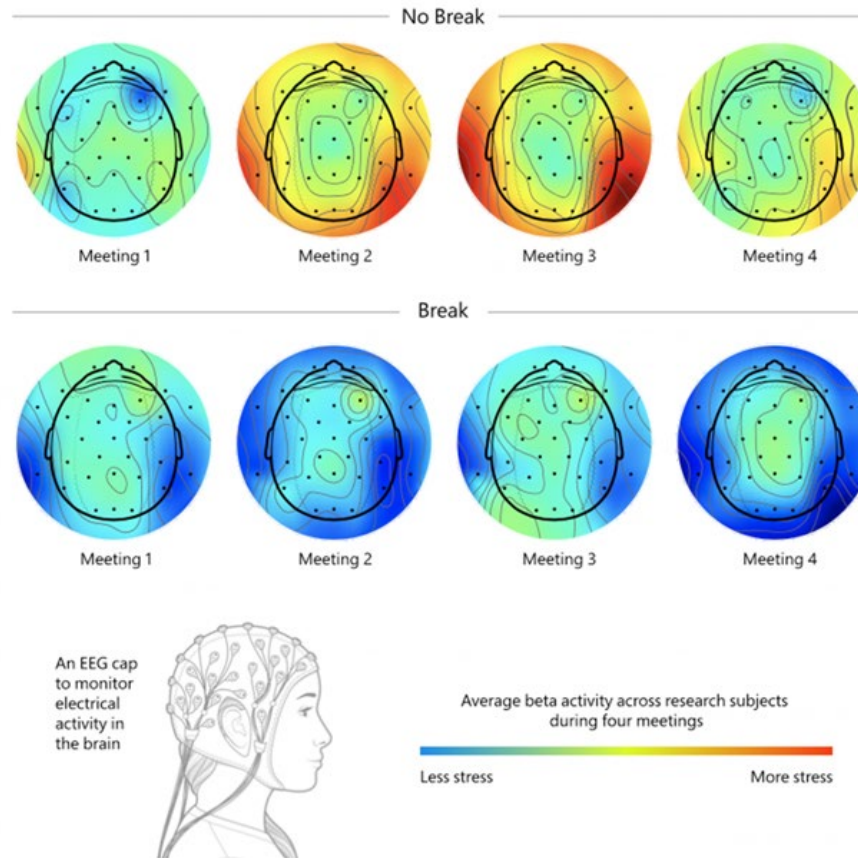 No Break
Meeting 1
Meeting 2
Meeting 3
Meeting 4
Break
Meeting 1
Meeting 2
Meeting 3
Meeting 4
An EEG cap
to monitor
electrical
activity in
the brain
Average beta activity across research subjects
during four meetings
Less stress
More stress